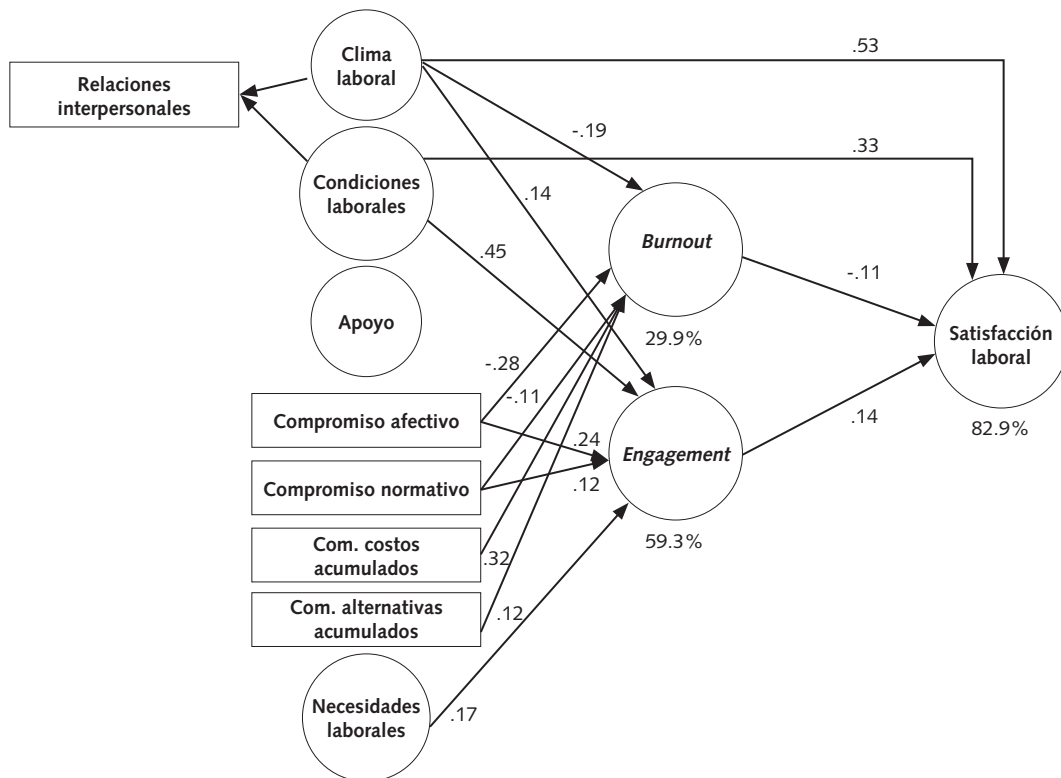 Clima
laboral
.53
Relaciones
interpersonales
-.19
.33
Condiciones
laborales
.14
Burnout
.45
-.11
Apoyo
29.9%
Satisfacción
laboral
-.28
-.11
Compromiso afectivo
.24
.14
82.9%
Engagement
Compromiso normativo
.12
59.3%
Com. costos
acumulados
.32
Com. alternativas
acumulados
.12
Necesidades
laborales
.17